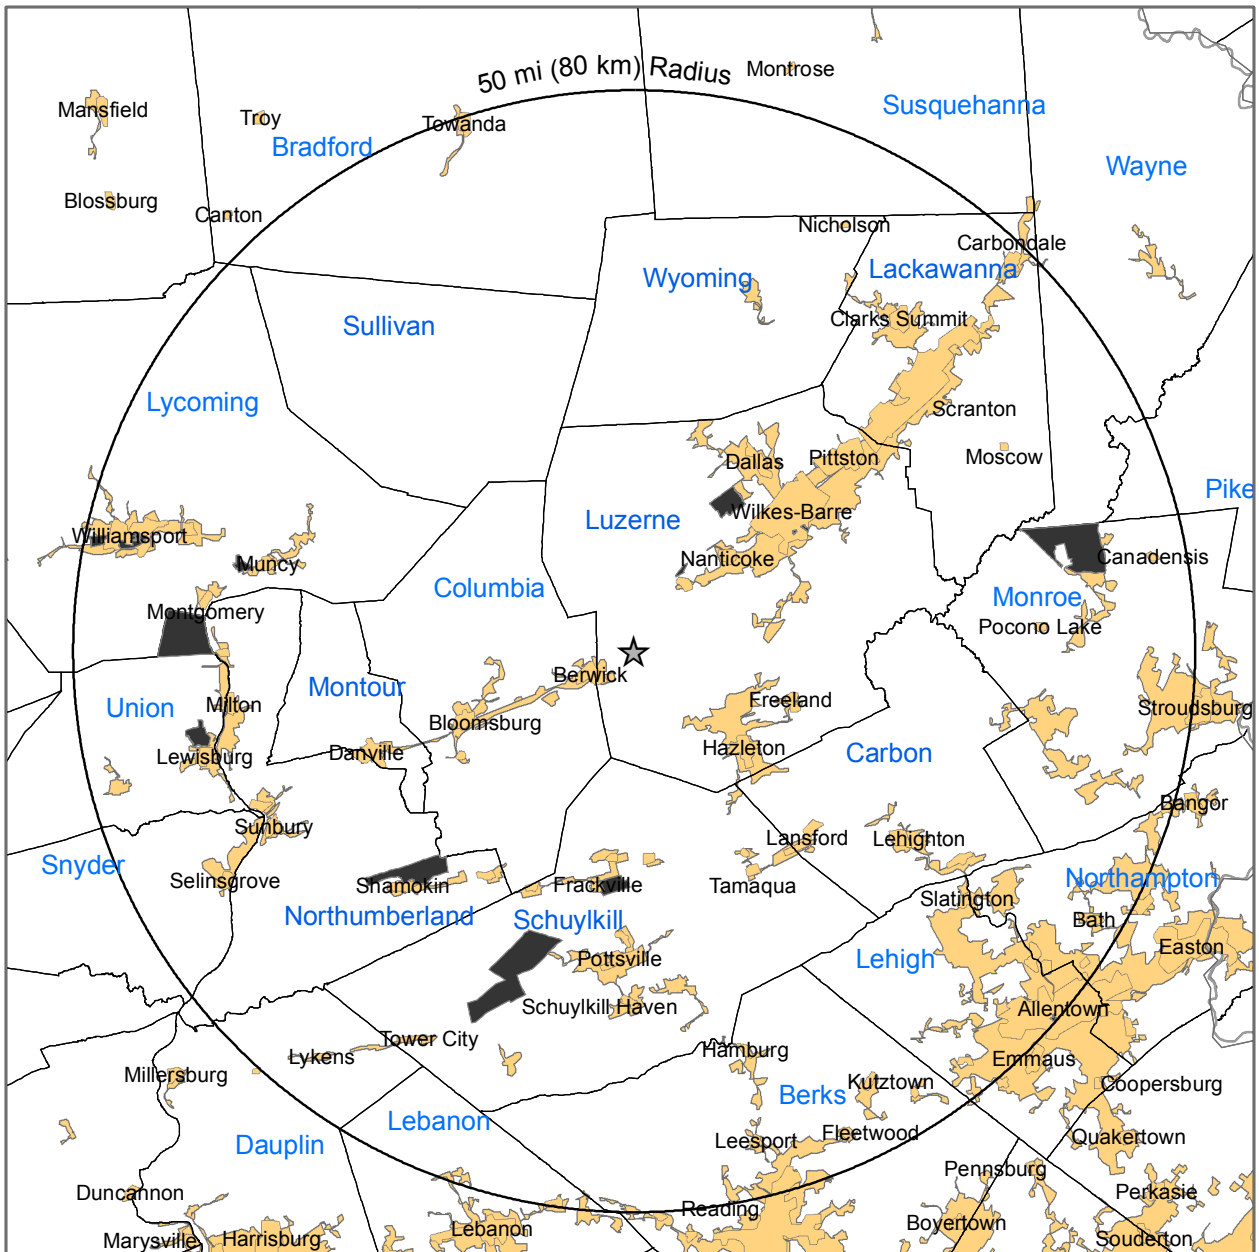 50 mi (80 km) Radius
Montrose
Susquehanna
Mansfield
Troy
Towanda
Bradford
Wayne
Blossburg
Canton
Nicholson
Carbondale
Wyoming
Lackawanna
Sullivan
Clarks Summit
Lycoming
Scranton
Dallas
Pittston
Moscow
Pike
Williamsport
Luzerne
Wilkes-Barre
Muncy
Nanticoke
Canadensis
Columbia
Monroe
Montgomery
Pocono Lake
Berwick
Montour
Union
Milton
Freeland
Stroudsburg
Bloomsburg
Lewisburg
Danville
Hazleton
Carbon
Bangor
Sunbury
Lansford
Lehighton
Snyder
Selinsgrove
Shamokin
Frackville
Tamaqua
Northampton
Slatington
Northumberland
Schuylkill
Bath
Pottsville
Lehigh
Easton
Schuylkill Haven
Allentown
Tower City
Lykens
Hamburg
Emmaus
Millersburg
Kutztown
Coopersburg
Berks
Lebanon
Dauplin
Leesport
Fleetwood
Quakertown
Pennsburg
Duncannon
Perkasie
Reading
Boyertown
Marysville
Harrisburg
Lebanon
Souderton